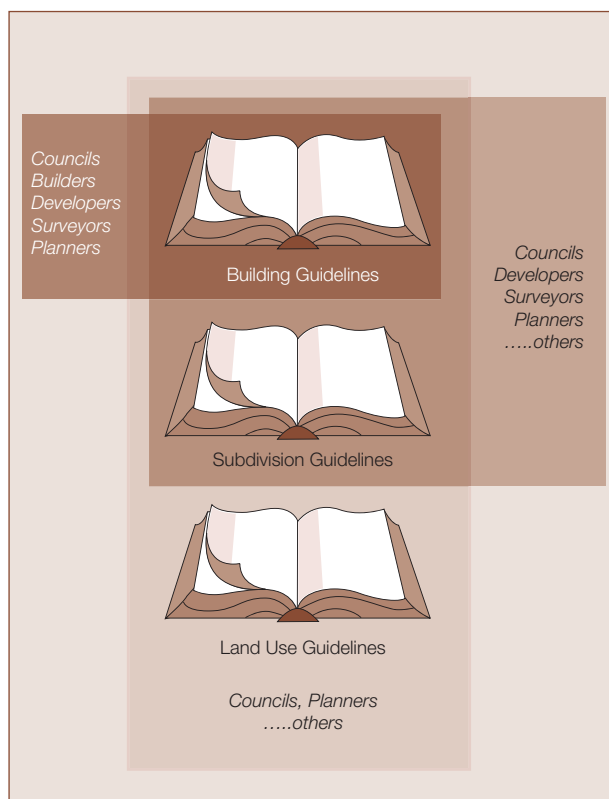 Councils
Builders
Developers
Surveyors
Planners
Building Guidelines
Councils
Developers
Surveyors
Planners
.....others
Subdivision Guidelines
Land Use Guidelines
Councils, Planners
.....others